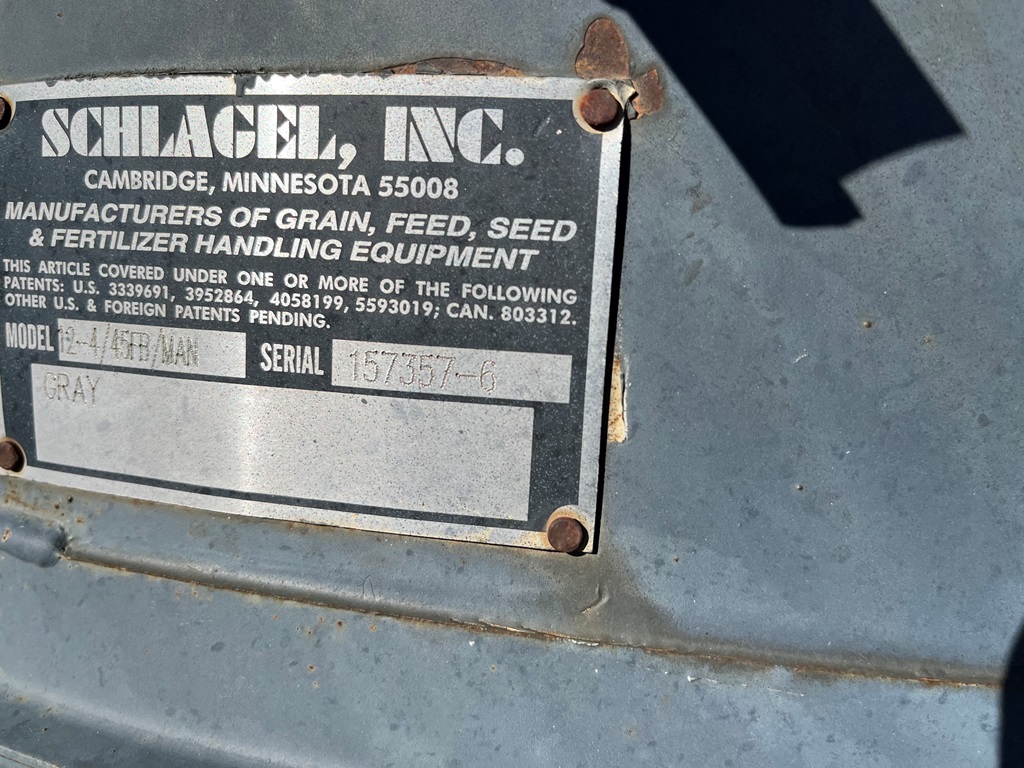 SCHLAGEL, INC.
CAMBRIDGE, MINNESOTA 55008
MANUFACTURERS OF GRAIN, FEED, SEED
& FERTILIZER HANDLING EQUIPMENT
THIS ARTICLE COVERED UNDER ONE OR MORE OF THE FOLLOWING
PATENTS: U.S. 3339691, 3952864, 4058199, 5593019; CAN. 803312.
OTHER U.S. & FOREIGN PATENTS PENDING.
MODEL 12-4/45FB/MAN SERIAL 157357-6
GRAY